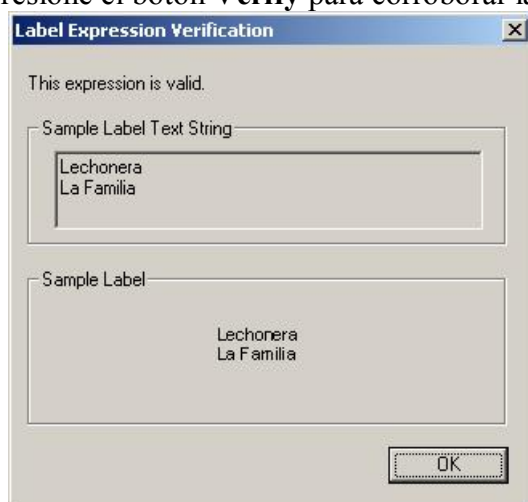 resione el botón Verify para corroborar la
Label Expression Verification
This expression is valid.
Sample Label Text String
Lechonera
La Familia
Sample Label
Lechonera
La Familia
OK